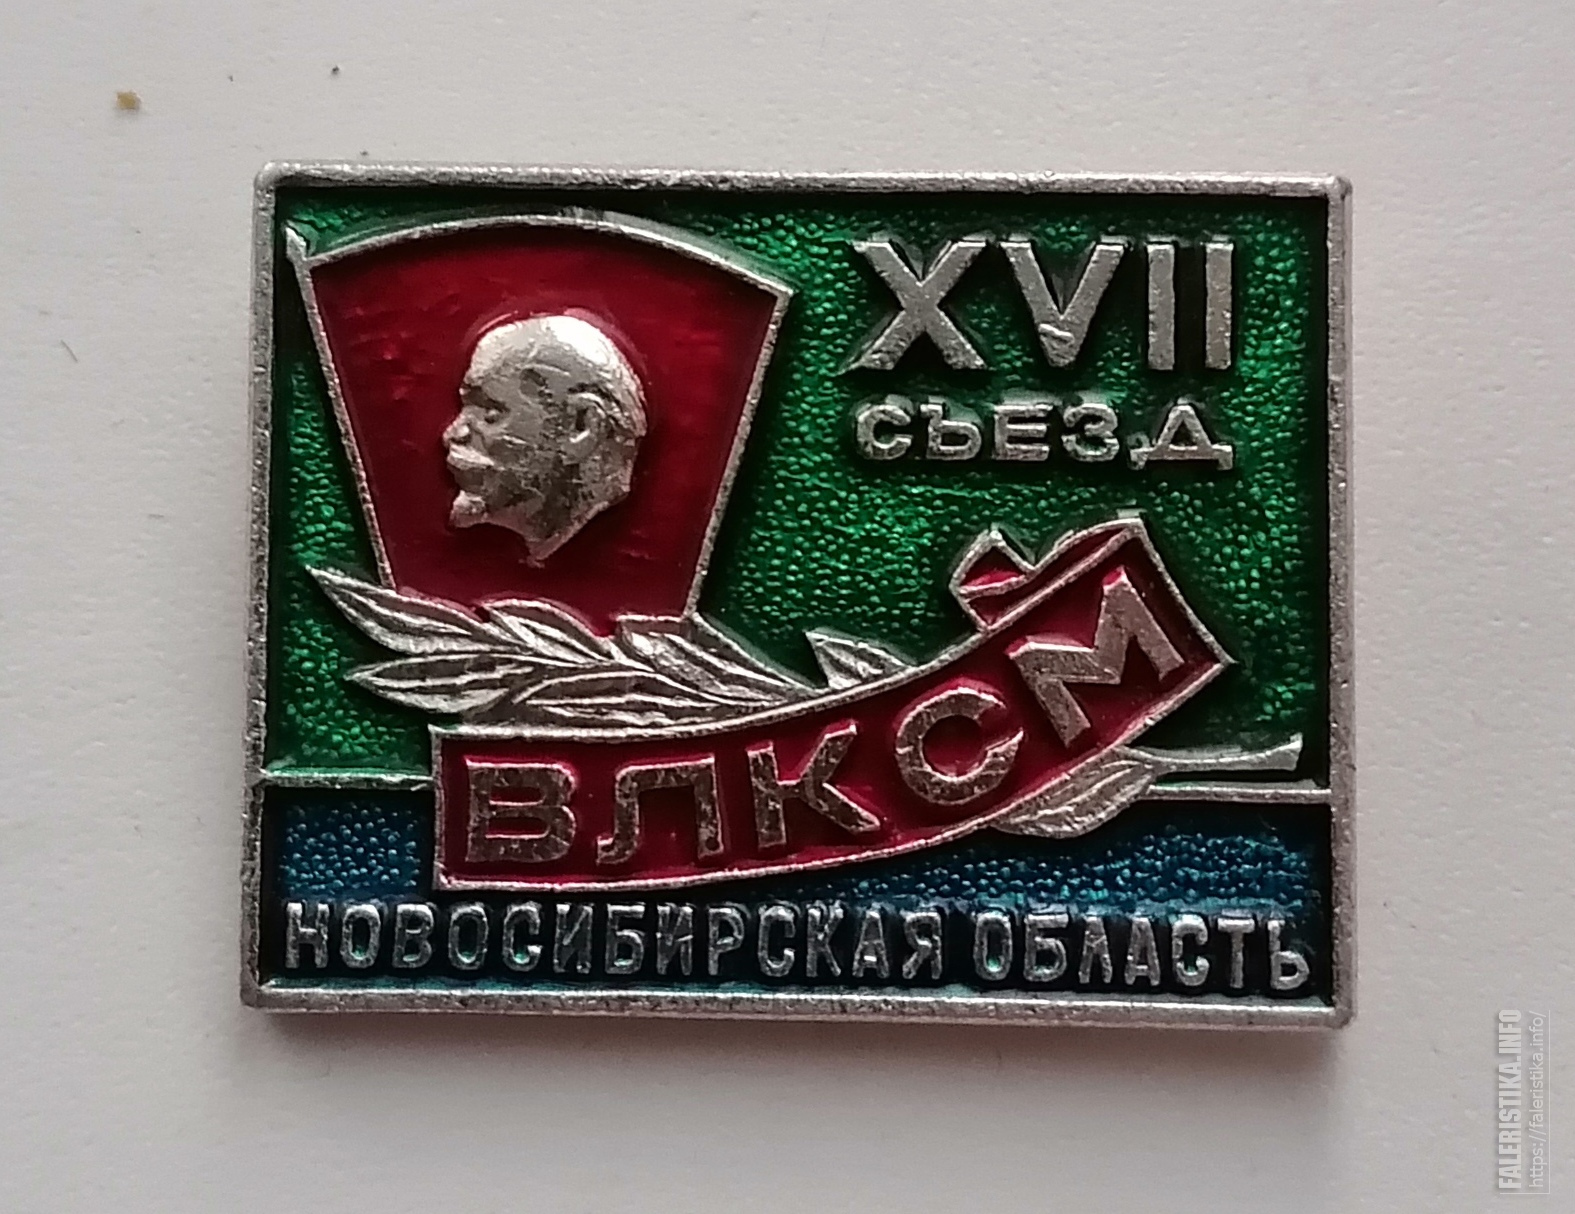 XVII
СЪЕЗД
ВЛКСМ
НОВОСИБИРСКАЯ ОБЛАСТЬ
FALERISTIKA.INFO
https://faleristika.info/